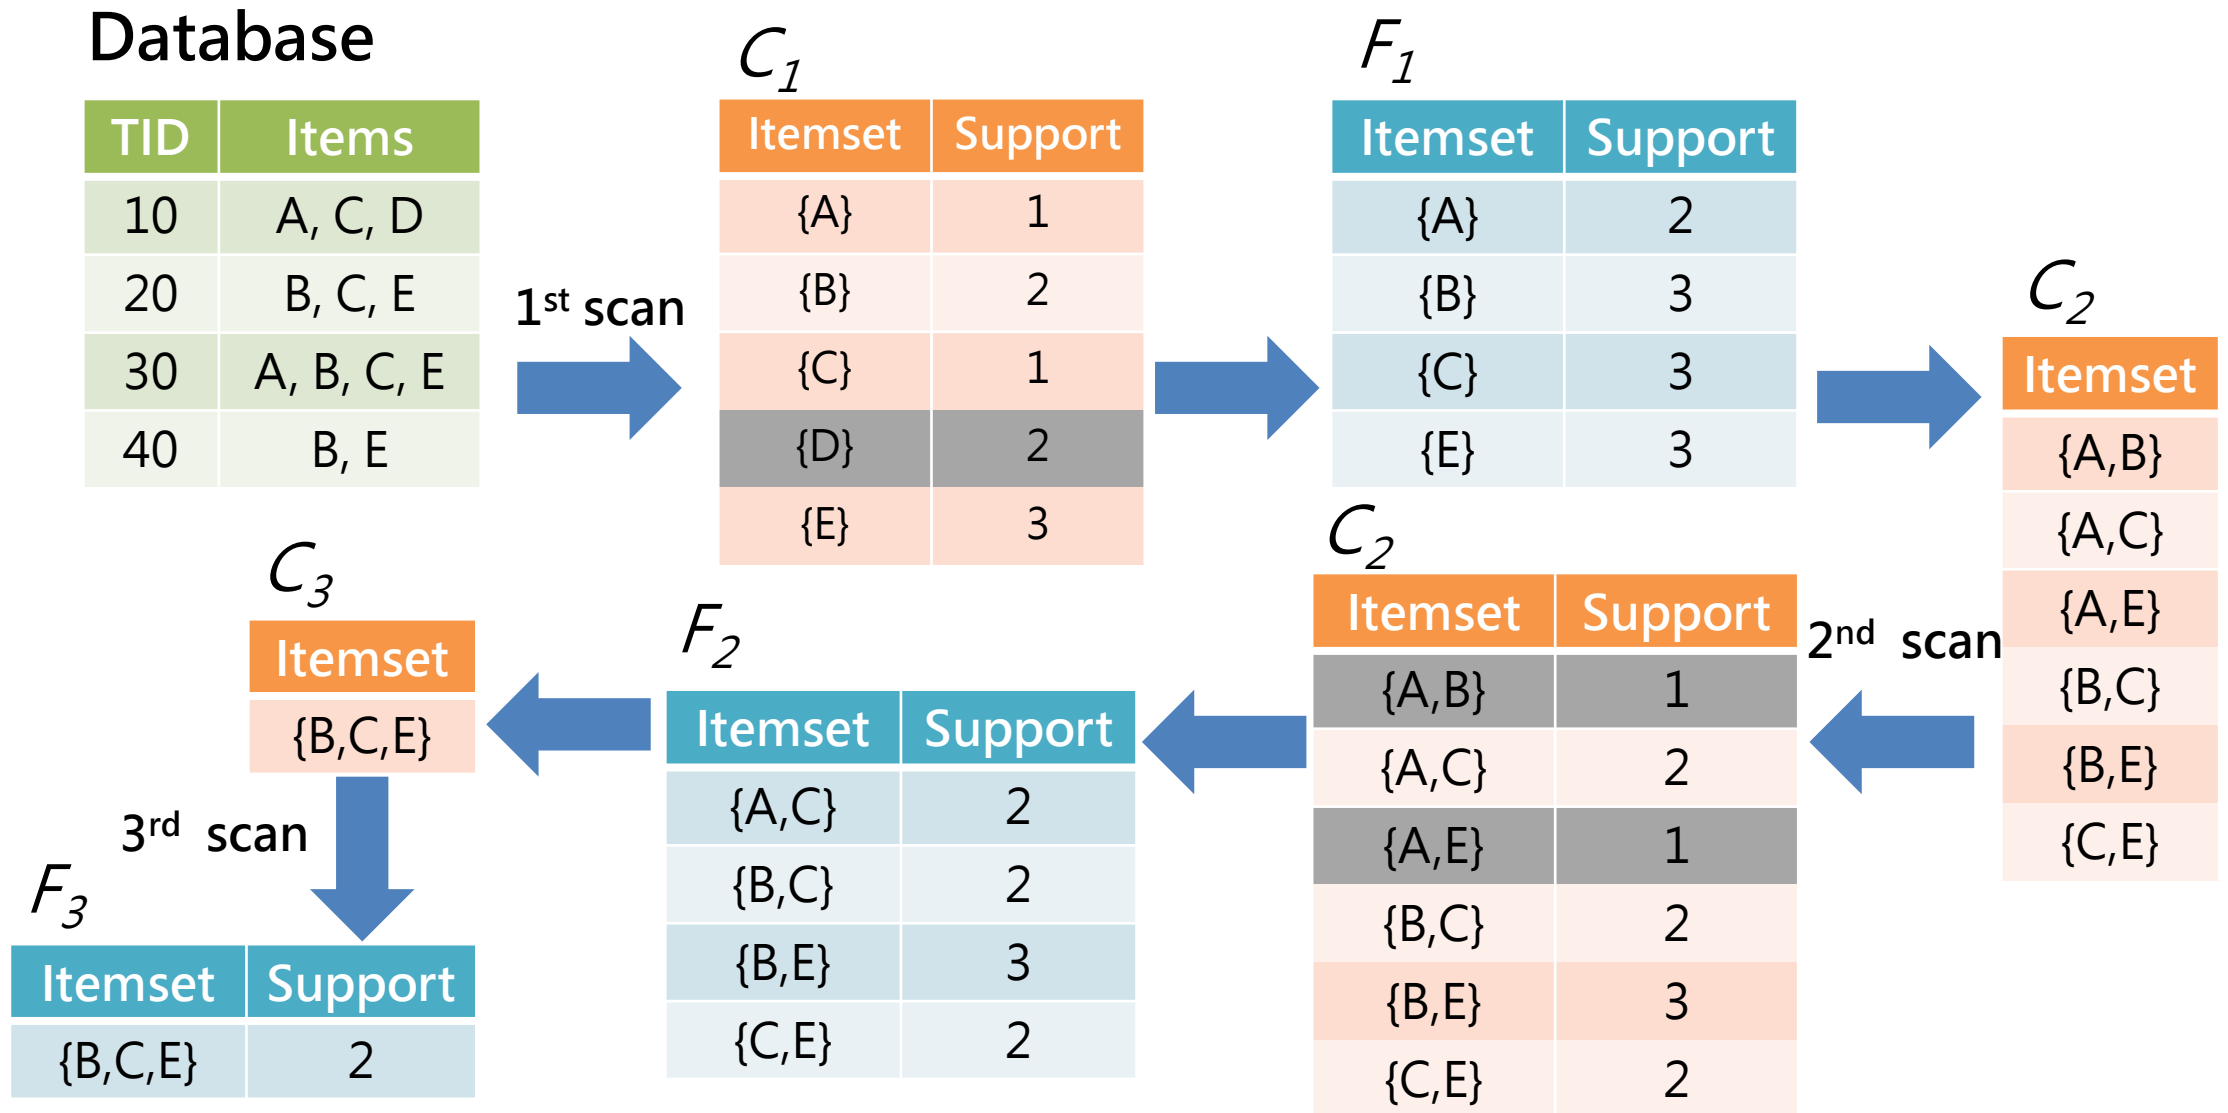 Database
TID Items
10 A, C, D
20 B, C, E
30 A, B, C, E
40 B, E
1st scan
C1
Itemset Support
{A} 1
{B} 2
{C} 1
{D} 2
{E} 3
F1
Itemset Support
{A} 2
{B} 3
{C} 3
{E} 3
C2
Itemset
{A,B}
{A,C}
{A,E}
{B,C}
{B,E}
{C,E}
2nd scan
C2
Itemset Support
{A,B} 1
{A,C} 2
{A,E} 1
{B,C} 2
{B,E} 3
{C,E} 2
F2
Itemset Support
{A,C} 2
{B,C} 2
{B,E} 3
{C,E} 2
C3
Itemset
{B,C,E}
3rd scan
F3
Itemset Support
{B,C,E} 2